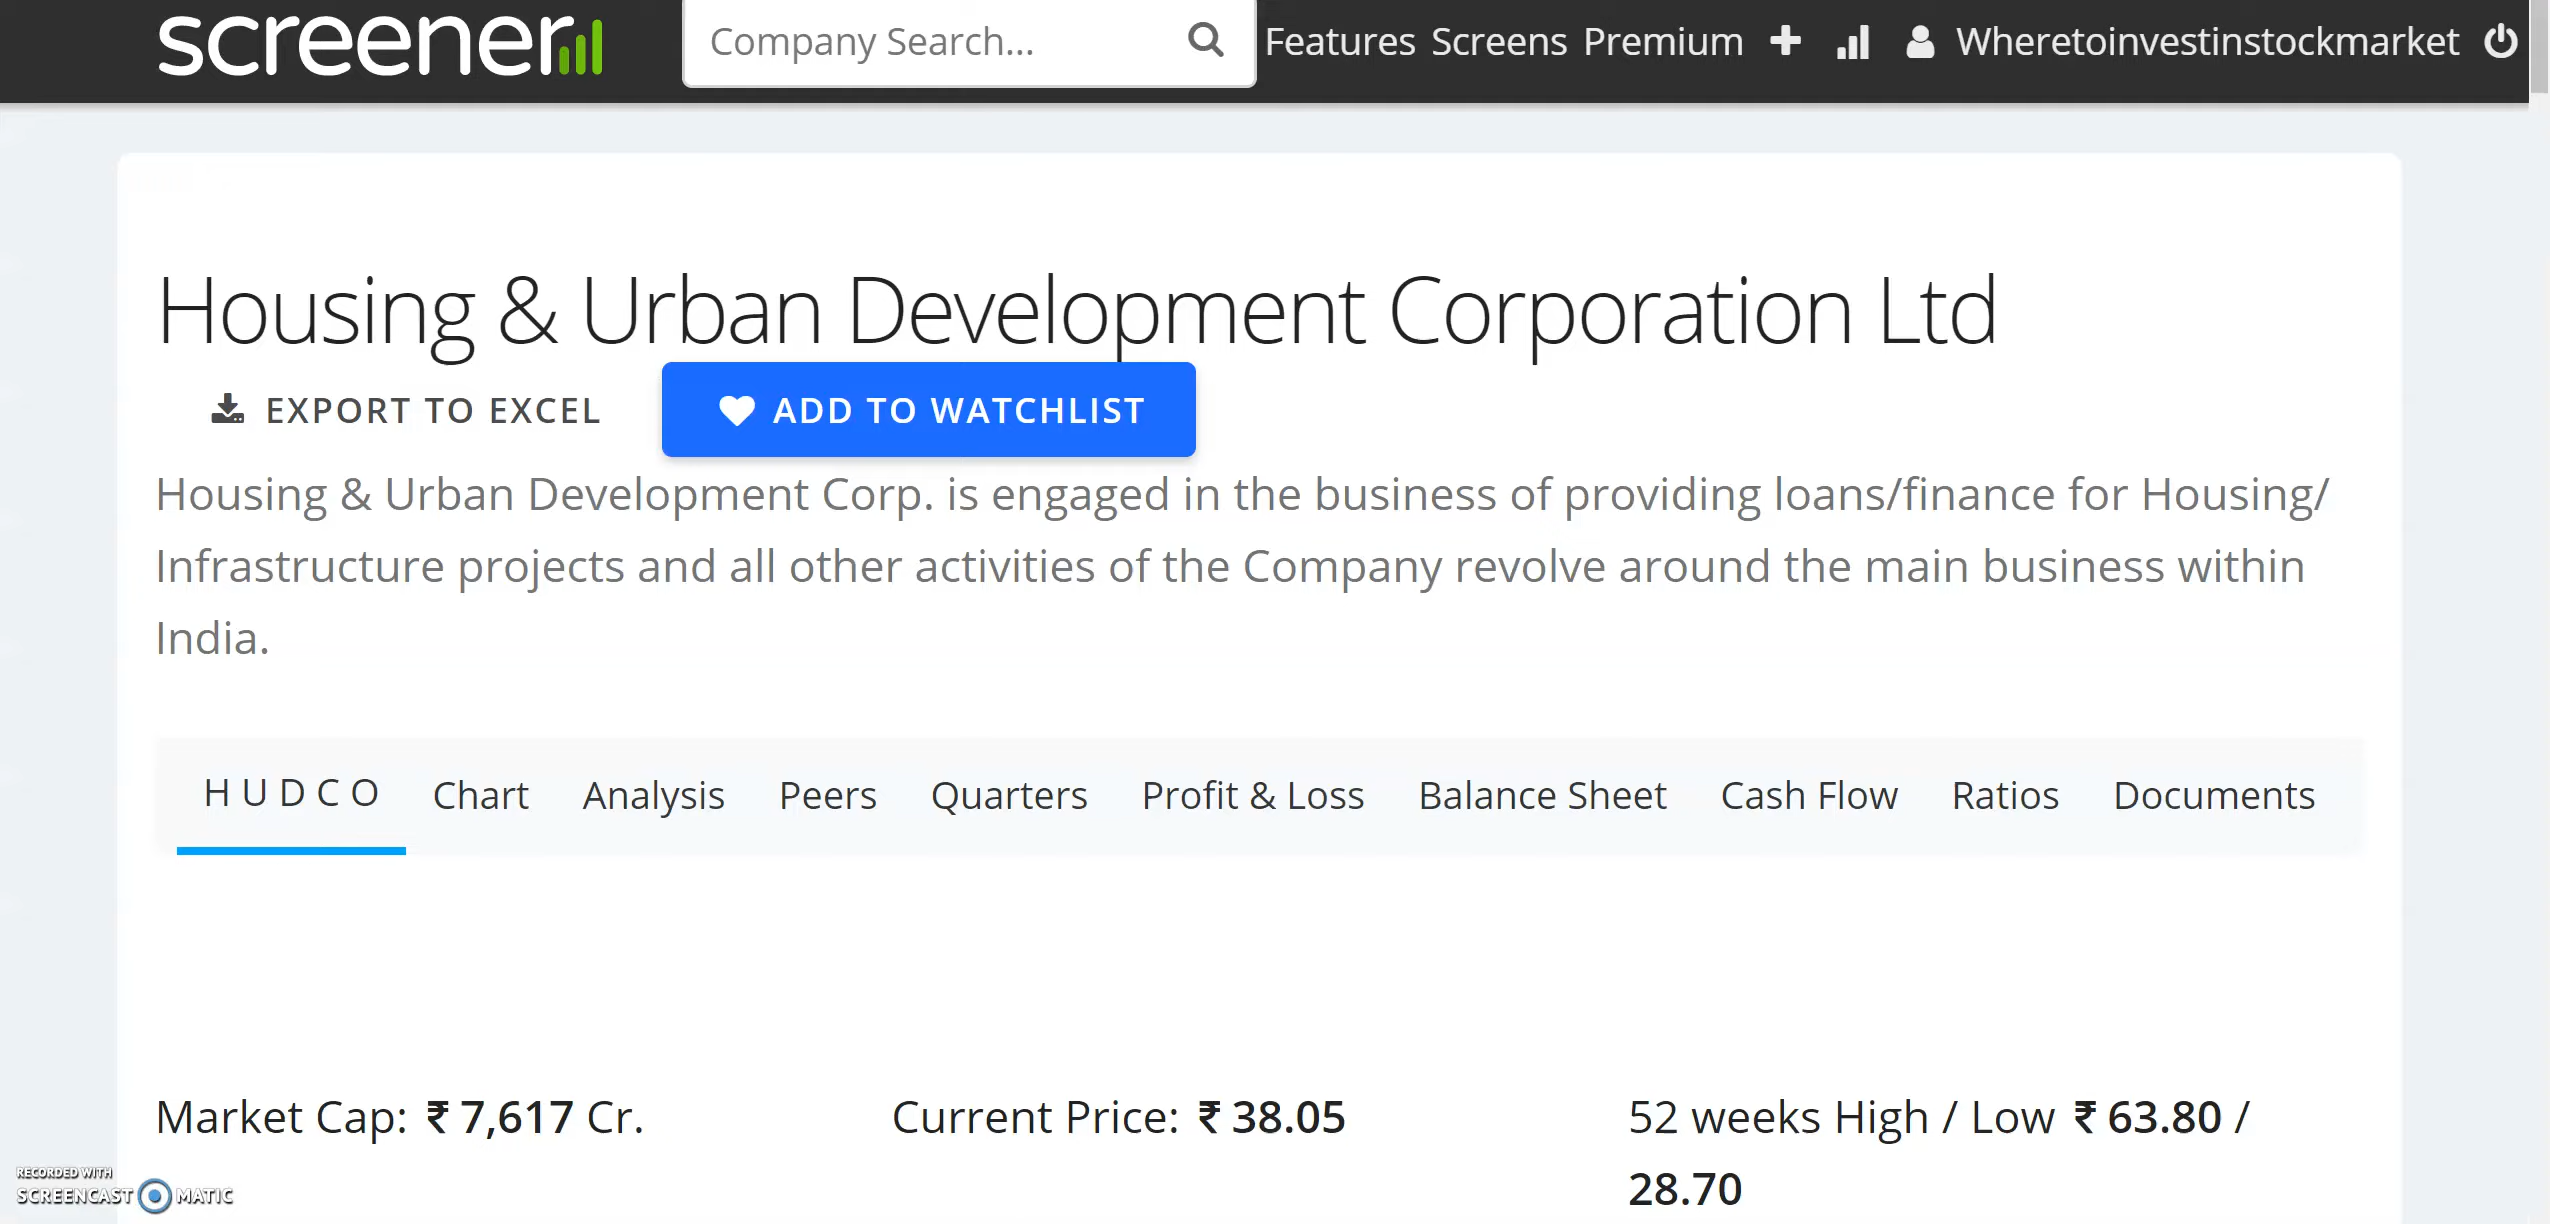 screener
Company Search...
Features Screens Premium Wheretoinvestinstockmarket
Housing & Urban Development Corporation Ltd
EXPORT TO EXCEL
ADD TO WATCHLIST
Housing & Urban Development Corp. is engaged in the business of providing loans/finance for Housing/
Infrastructure projects and all other activities of the Company revolve around the main business within
India.
H U D C O Chart Analysis Peers Quarters Profit & Loss Balance Sheet Cash Flow Ratios Documents
Market Cap: ₹ 7,617 Cr.
Current Price: ₹ 38.05
52 weeks High / Low ₹ 63.80 /
28.70
RECORDED WITH
SCREENCAST MATIC